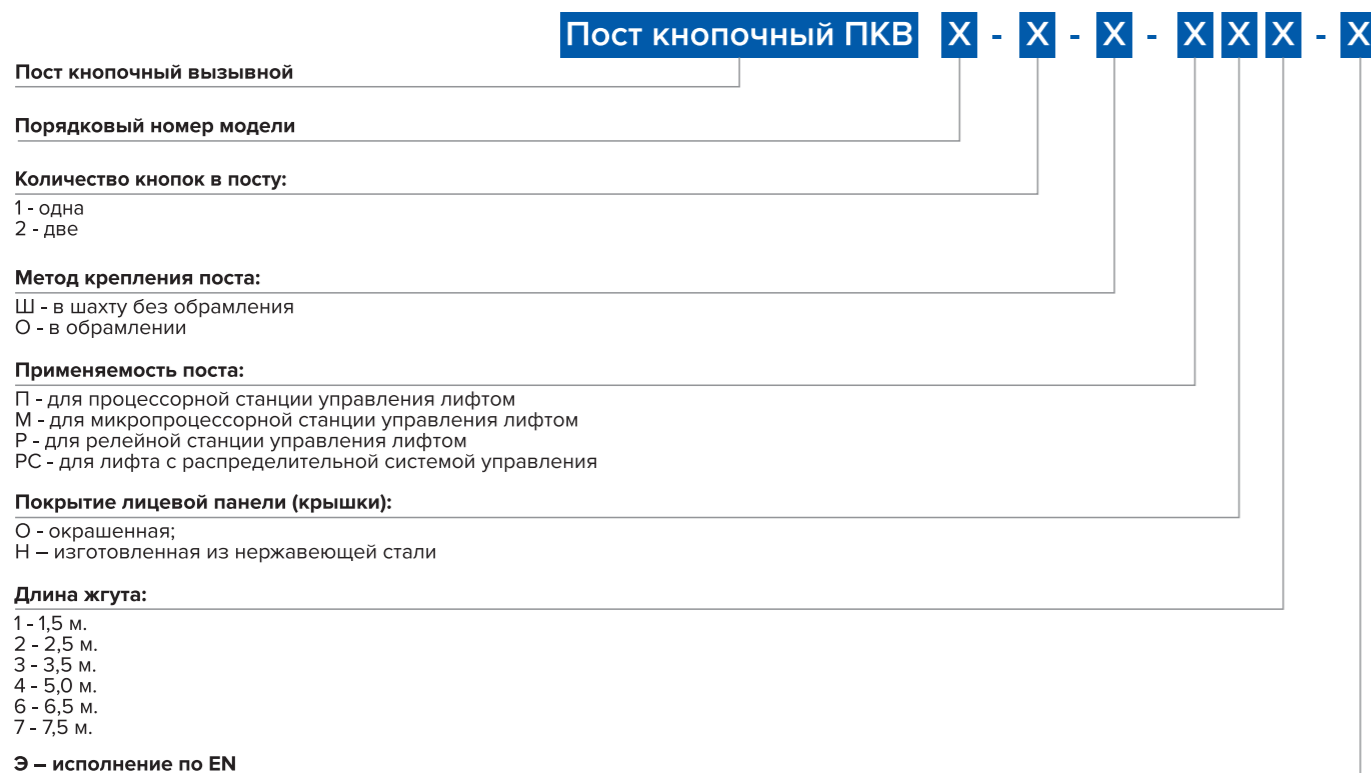 Пост кнопочный ПКВ Х - Х - Х - Х Х Х - Х
Пост кнопочный вызывной
Порядковый номер модели
Количество кнопок в посту:
1 - одна
2 - две
Метод крепления поста:
Ш - в шахту без обрамления
О - в обрамлении
Применяемость поста:
П - для процессорной станции управления лифтом
М - для микропроцессорной станции управления лифтом
Р - для релейной станции управления лифтом
РС - для лифта с распределительной системой управления
Покрытие лицевой панели (крышки):
О - окрашенная;
Н – изготовленная из нержавеющей стали
Длина жгута:
1 - 1,5 м.
2 - 2,5 м.
3 - 3,5 м.
4 - 5,0 м.
6 - 6,5 м.
7 - 7,5 м.
Э – исполнение по EN